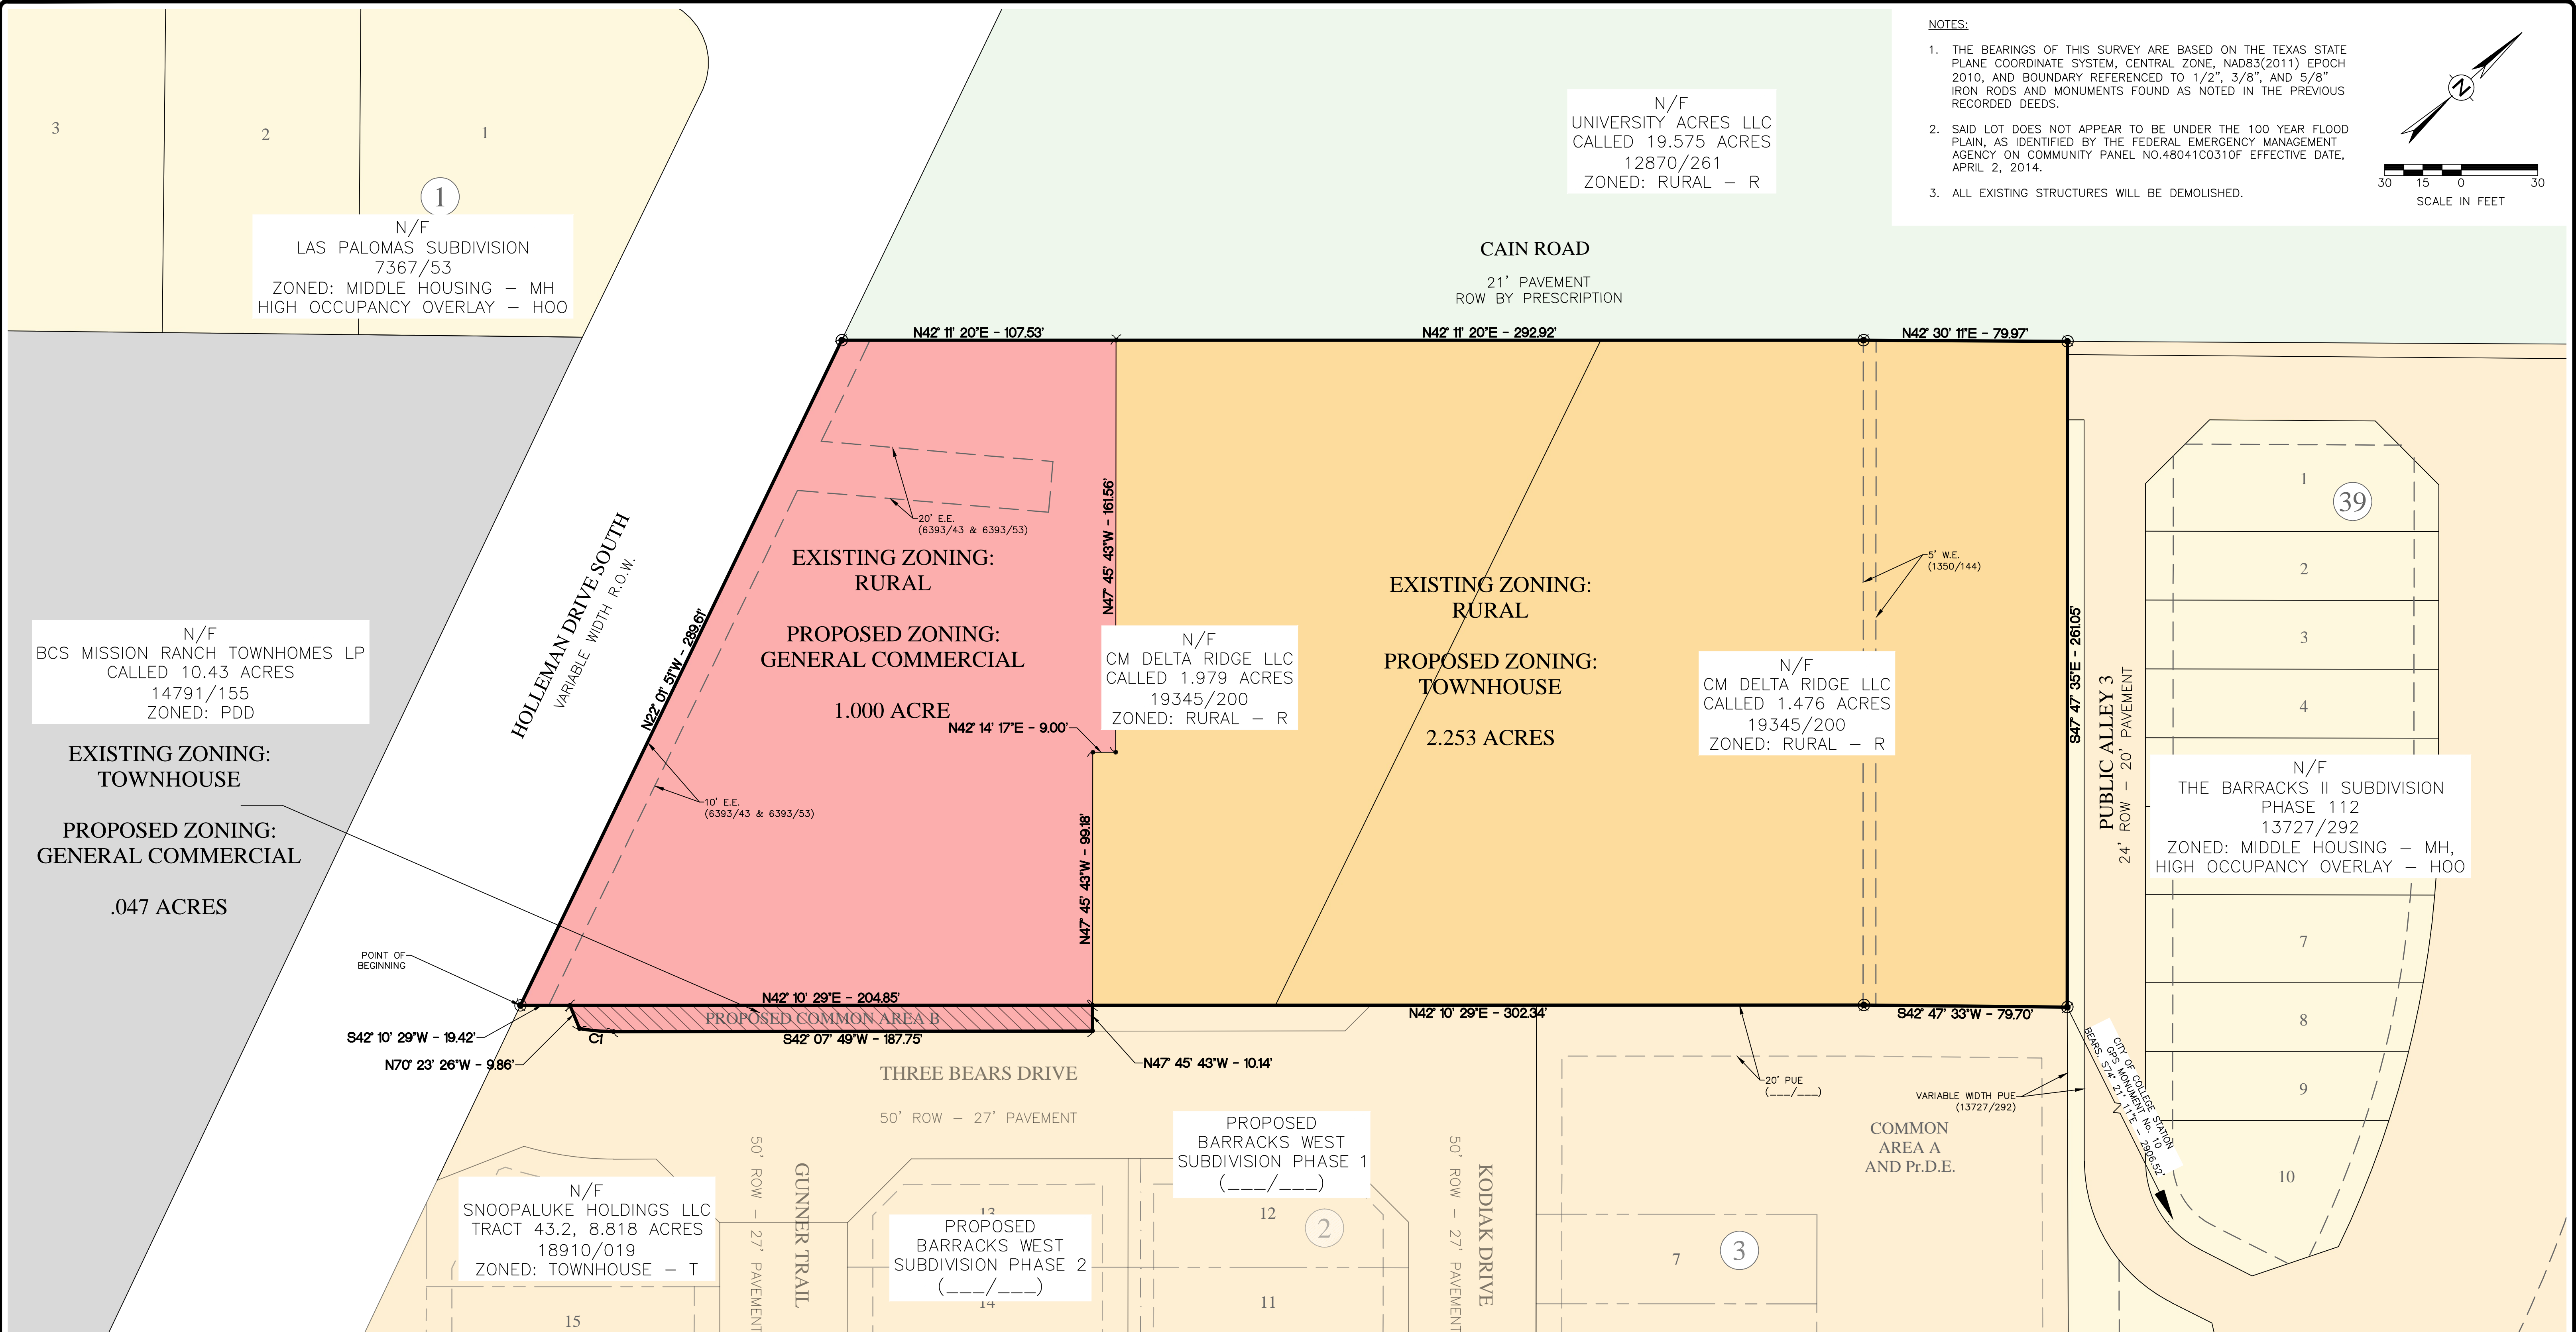 NOTES:
1. THE BEARINGS OF THIS SURVEY ARE BASED ON THE TEXAS STATE
PLANE COORDINATE SYSTEM, CENTRAL ZONE, NAD83(2011) EPOCH
2010, AND BOUNDARY REFERENCED TO 1/2", 3/8", AND 5/8"
IRON RODS AND MONUMENTS FOUND AS NOTED IN THE PREVIOUS
RECORDED DEEDS.
2. SAID LOT DOES NOT APPEAR TO BE UNDER THE 100 YEAR FLOOD
PLAIN, AS IDENTIFIED BY THE FEDERAL EMERGENCY MANAGEMENT
AGENCY ON COMMUNITY PANEL NO.48041C0310F EFFECTIVE DATE,
APRIL 2, 2014.
3. ALL EXISTING STRUCTURES WILL BE DEMOLISHED.
N
30 15 0 30
SCALE IN FEET
3
2
1
1
N/F
LAS PALOMAS SUBDIVISION
7367/53
ZONED: MIDDLE HOUSING – MH
HIGH OCCUPANCY OVERLAY – HOO
N/F
UNIVERSITY ACRES LLC
CALLED 19.575 ACRES
12870/261
ZONED: RURAL – R
CAIN ROAD
21' PAVEMENT
ROW BY PRESCRIPTION
N42° 11' 20"E - 107.53'
N42° 11' 20"E - 292.92'
N42° 30' 11"E - 79.97'
20' E.E.
(6393/43 & 6393/53)
EXISTING ZONING:
RURAL
PROPOSED ZONING:
GENERAL COMMERCIAL
1.000 ACRE
N47° 45' 43"W - 161.56'
N42° 14' 17"E - 9.00'
N47° 45' 43"W - 99.18'
10' E.E.
(6393/43 & 6393/53)
HOLLEMAN DRIVE SOUTH
VARIABLE WIDTH R.O.W.
N22° 01' 51"W - 289.61'
N/F
CM DELTA RIDGE LLC
CALLED 1.979 ACRES
19345/200
ZONED: RURAL – R
EXISTING ZONING:
RURAL
PROPOSED ZONING:
TOWNHOUSE
2.253 ACRES
N/F
CM DELTA RIDGE LLC
CALLED 1.476 ACRES
19345/200
ZONED: RURAL – R
5' W.E.
(1350/144)
S47° 47' 35"E - 261.05'
PUBLIC ALLEY 3
24' ROW – 20' PAVEMENT
1
39
2
3
4
N/F
THE BARRACKS II SUBDIVISION
PHASE 112
13727/292
ZONED: MIDDLE HOUSING – MH,
HIGH OCCUPANCY OVERLAY – HOO
7
8
9
10
N/F
BCS MISSION RANCH TOWNHOMES LP
CALLED 10.43 ACRES
14791/155
ZONED: PDD
EXISTING ZONING:
TOWNHOUSE
PROPOSED ZONING:
GENERAL COMMERCIAL
.047 ACRES
POINT OF
BEGINNING
N42° 10' 29"E - 204.85'
PROPOSED COMMON AREA B
S42° 10' 29"W - 19.42'
C1
S42° 07' 49"W - 187.75'
N70° 23' 26"W - 9.86'
N47° 45' 43"W - 10.14'
N42° 10' 29"E - 302.34'
S42° 47' 33"W - 79.70'
THREE BEARS DRIVE
50' ROW – 27' PAVEMENT
20' PUE
(___/___)
VARIABLE WIDTH PUE
(13727/292)
CITY OF COLLEGE STATION
GPS MONUMENT No. 10
BEARS: S74° 21' 11"E - 2906.52'
COMMON
AREA A
AND Pr.D.E.
N/F
SNOOPALUKE HOLDINGS LLC
TRACT 43.2, 8.818 ACRES
18910/019
ZONED: TOWNHOUSE – T
15
50' ROW – 27' PAVEMENT
GUNNER TRAIL
13
PROPOSED
BARRACKS WEST
SUBDIVISION PHASE 2
(___/___)
14
PROPOSED
BARRACKS WEST
SUBDIVISION PHASE 1
(___/___)
12
2
11
50' ROW – 27' PAVEMENT
KODIAK DRIVE
7
3